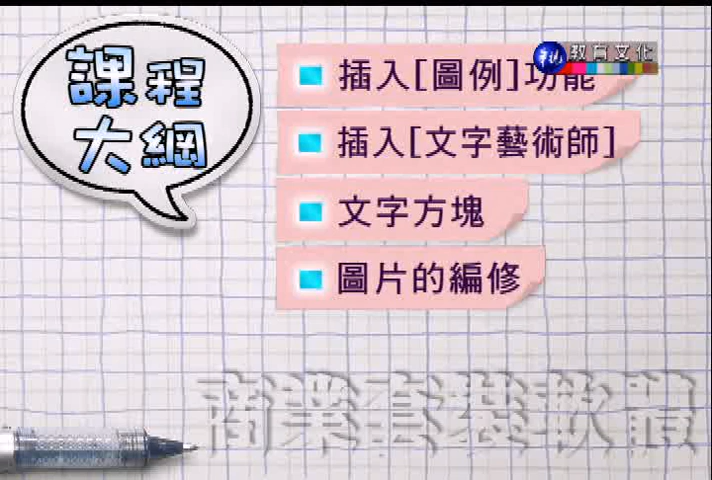 課程
大綱
插入[圖例]功能
教育文化
插入[文字藝術師]
文字方塊
圖片的編修
商業套裝軟體